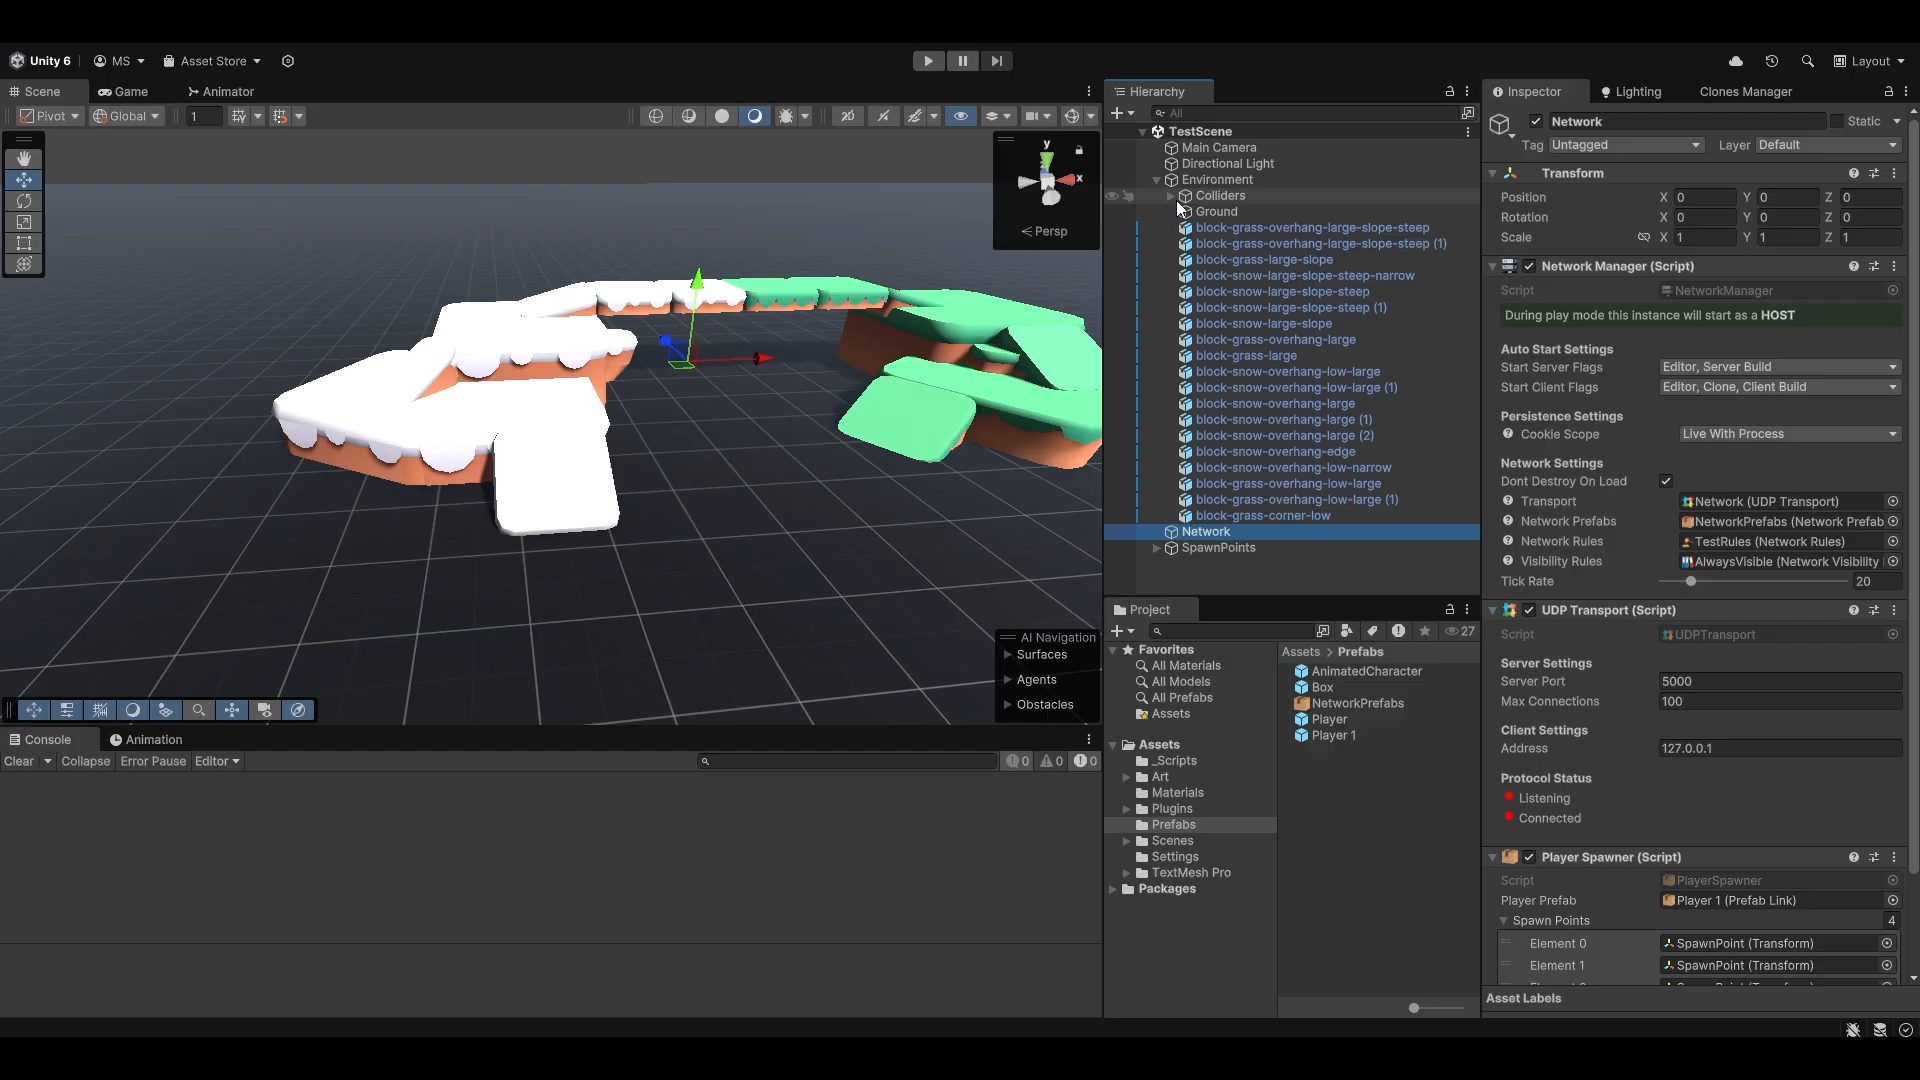 Unity 6 MS Asset Store Layout
Scene Game Animator
Pivot Global 1 2D
y
x
Persp
AI Navigation
Surfaces
Agents
Obstacles
Console Animation
Clear Collapse Error Pause Editor 0 0 0
Hierarchy
All
TestScene
Main Camera
Directional Light
Environment
Colliders
Ground
block-grass-overhang-large-slope-steep
block-grass-overhang-large-slope-steep (1)
block-grass-large-slope
block-snow-large-slope-steep-narrow
block-snow-large-slope-steep
block-snow-large-slope-steep (1)
block-snow-large-slope
block-grass-overhang-large
block-grass-large
block-snow-overhang-low-large
block-snow-overhang-low-large (1)
block-snow-overhang-large
block-snow-overhang-large (1)
block-snow-overhang-large (2)
block-snow-overhang-edge
block-snow-overhang-low-narrow
block-grass-overhang-low-large
block-grass-overhang-low-large (1)
block-grass-corner-low
Network
SpawnPoints
Project
27
Favorites
All Materials
All Models
All Prefabs
Assets
Assets
_Scripts
Art
Materials
Plugins
Prefabs
Scenes
Settings
TextMesh Pro
Packages
Assets > Prefabs
AnimatedCharacter
Box
NetworkPrefabs
Player
Player 1
Inspector Lighting Clones Manager
Network Static
Tag Untagged Layer Default
Transform
Position X 0 Y 0 Z 0
Rotation X 0 Y 0 Z 0
Scale X 1 Y 1 Z 1
Network Manager (Script)
Script NetworkManager
During play mode this instance will start as a HOST
Auto Start Settings
Start Server Flags Editor, Server Build
Start Client Flags Editor, Clone, Client Build
Persistence Settings
Cookie Scope Live With Process
Network Settings
Dont Destroy On Load
Transport Network (UDP Transport)
Network Prefabs NetworkPrefabs (Network Prefab
Network Rules TestRules (Network Rules)
Visibility Rules AlwaysVisible (Network Visibility
Tick Rate 20
UDP Transport (Script)
Script UDPTransport
Server Settings
Server Port 5000
Max Connections 100
Client Settings
Address 127.0.0.1
Protocol Status
Listening
Connected
Player Spawner (Script)
Script PlayerSpawner
Player Prefab Player 1 (Prefab Link)
Spawn Points 4
Element 0 SpawnPoint (Transform)
Element 1 SpawnPoint (Transform)
Asset Labels